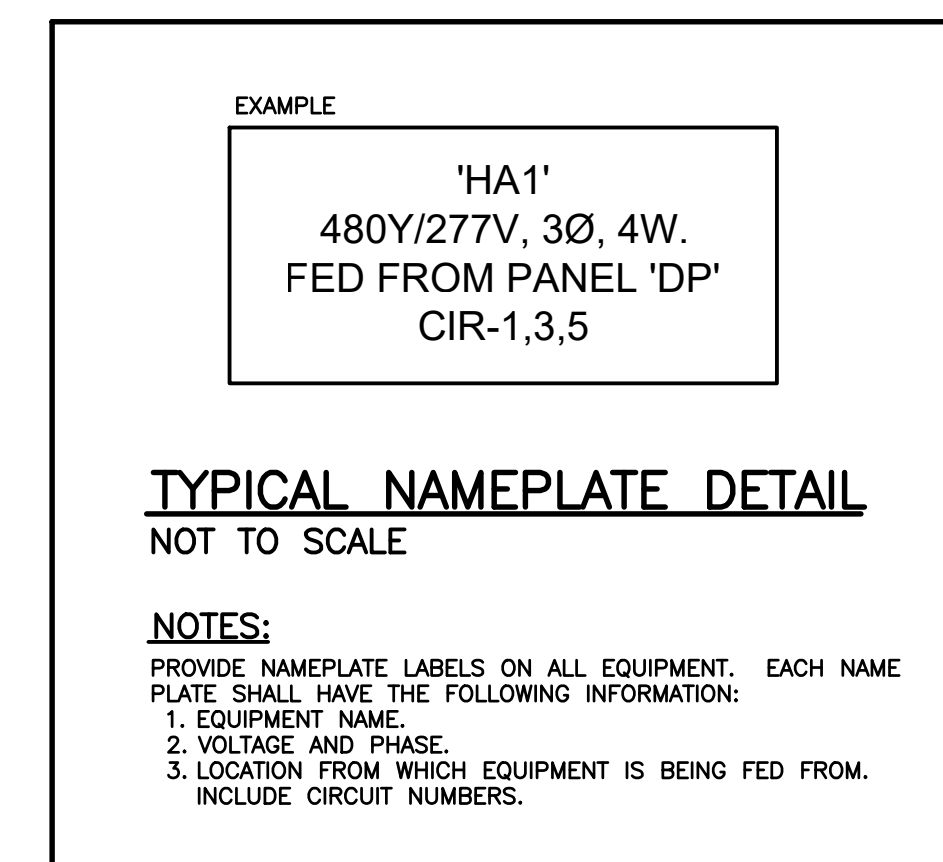 EXAMPLE
'HA1'
480Y/277V, 3Ø, 4W.
FED FROM PANEL 'DP'
CIR-1,3,5
TYPICAL NAMEPLATE DETAIL
NOT TO SCALE
NOTES:
PROVIDE NAMEPLATE LABELS ON ALL EQUIPMENT. EACH NAME
PLATE SHALL HAVE THE FOLLOWING INFORMATION:
1. EQUIPMENT NAME.
2. VOLTAGE AND PHASE.
3. LOCATION FROM WHICH EQUIPMENT IS BEING FED FROM.
INCLUDE CIRCUIT NUMBERS.